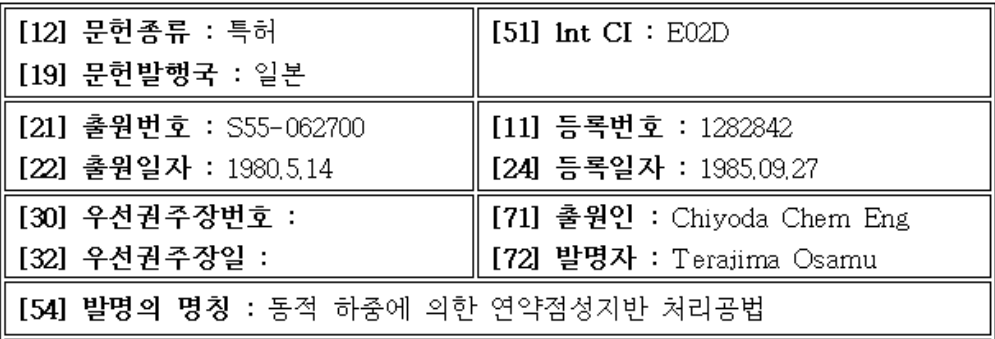 [12] 문헌종류 : 특허
[19] 문헌발행국 : 일본
[51] Int CI : E02D
[21] 출원번호 : S55-062700
[22] 출원일자 : 1980.5.14
[11] 등록번호 : 1282842
[24] 등록일자 : 1985.09.27
[30] 우선권주장번호 :
[32] 우선권주장일 :
[71] 출원인 : Chiyoda Chem Eng
[72] 발명자 : Terajima Osamu
[54] 발명의 명칭 : 동적 하중에 의한 연약점성지반 처리공법